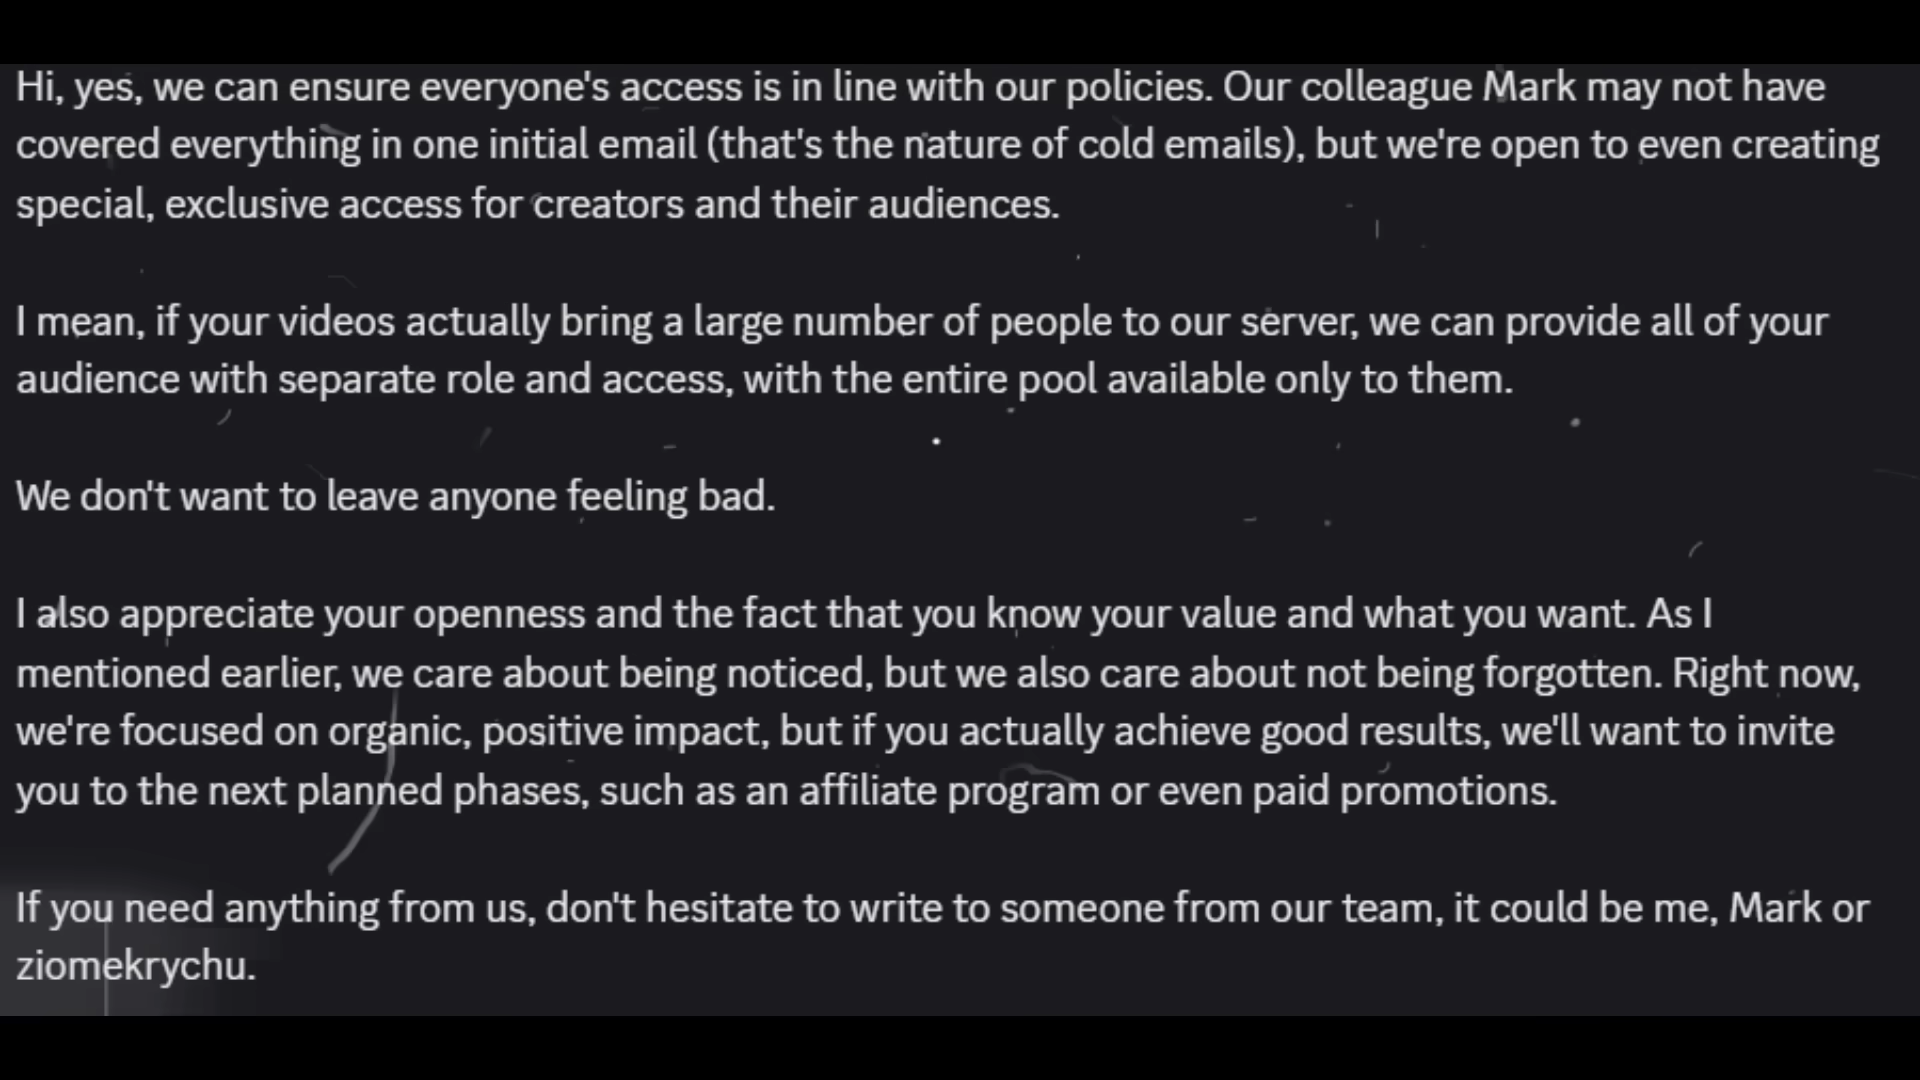 Hi, yes, we can ensure everyone's access is in line with our policies. Our colleague Mark may not have
covered everything in one initial email (that's the nature of cold emails), but we're open to even creating
special, exclusive access for creators and their audiences.
I mean, if your videos actually bring a large number of people to our server, we can provide all of your
audience with separate role and access, with the entire pool available only to them.
We don't want to leave anyone feeling bad.
I also appreciate your openness and the fact that you know your value and what you want. As I
mentioned earlier, we care about being noticed, but we also care about not being forgotten. Right now,
we're focused on organic, positive impact, but if you actually achieve good results, we'll want to invite
you to the next planned phases, such as an affiliate program or even paid promotions.
If you need anything from us, don't hesitate to write to someone from our team, it could be me, Mark or
ziomekrychu.